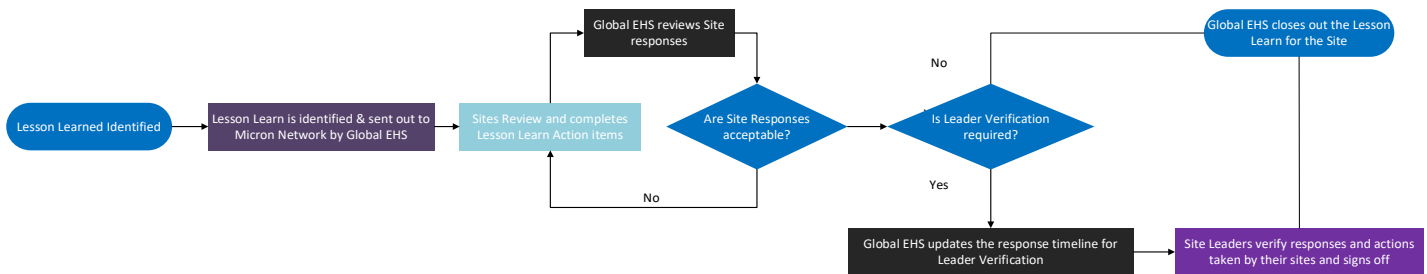 Lesson Learned Identified
Lesson Learn is identified & sent out to
Micron Network by Global EHS
Sites Review and completes
Lesson Learn Action items
Global EHS reviews Site
responses
Are Site Responses
acceptable?
No
Is Leader Verification
required?
No
Yes
Global EHS closes out the Lesson
Learn for the Site
Global EHS updates the response timeline for
Leader Verification
Site Leaders verify responses and actions
taken by their sites and signs off